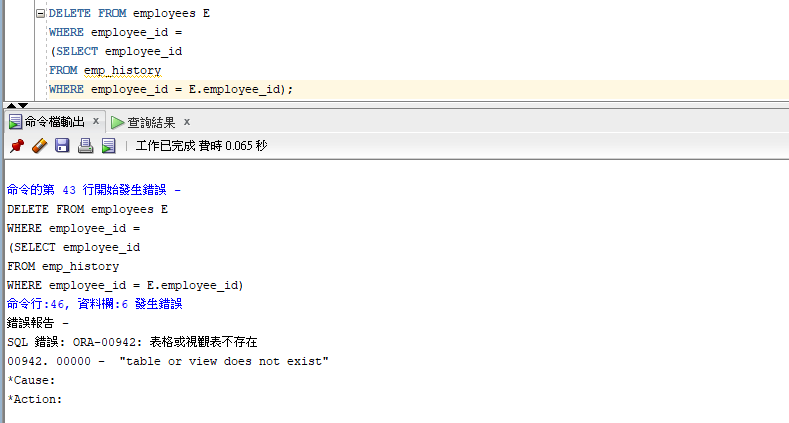 DELETE FROM employees E
WHERE employee_id =
(SELECT employee_id
FROM emp_history
WHERE employee_id = E.employee_id);
命令檔輸出 x 查詢結果 x
工作已完成 費時 0.065 秒
命令的第 43 行開始發生錯誤 -
DELETE FROM employees E
WHERE employee_id =
(SELECT employee_id
FROM emp_history
WHERE employee_id = E.employee_id)
命令行:46, 資料欄:6 發生錯誤
錯誤報告 -
SQL 錯誤: ORA-00942: 表格或視觀表不存在
00942. 00000 -  "table or view does not exist"
*Cause:
*Action: